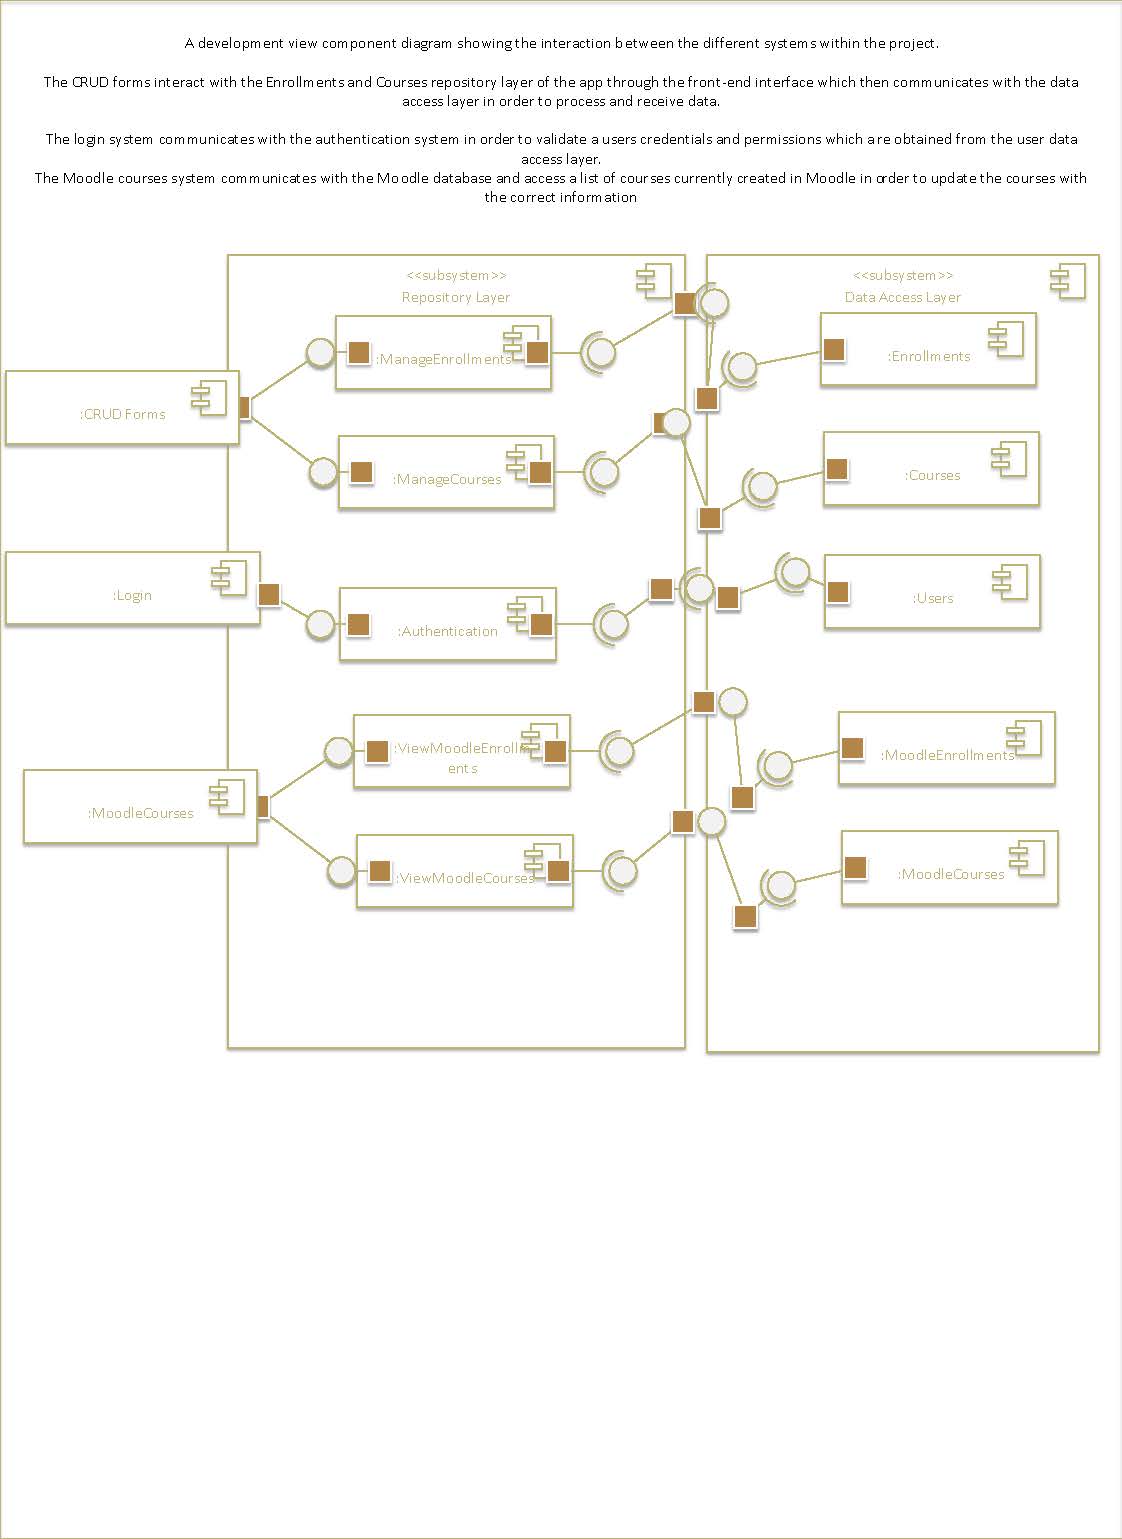 A development view component diagram showing the interaction between the different systems within the project.
The CRUD forms interact with the Enrollments and Courses repository layer of the app through the front-end interface which then communicates with the data
access layer in order to process and receive data.
The login system communicates with the authentication system in order to validate a users credentials and permissions which are obtained from the user data
access layer.
The Moodle courses system communicates with the Moodle database and access a list of courses currently created in Moodle in order to update the courses with
the correct information
<<subsystem>>
Repository Layer
<<subsystem>>
Data Access Layer
:ManageEnrollments
:Enrollments
:CRUD Forms
:ManageCourses
:Courses
:Login
:Authentication
:Users
:ViewMoodleEnrollm
ents
:MoodleEnrollments
:MoodleCourses
:ViewMoodleCourses
:MoodleCourses